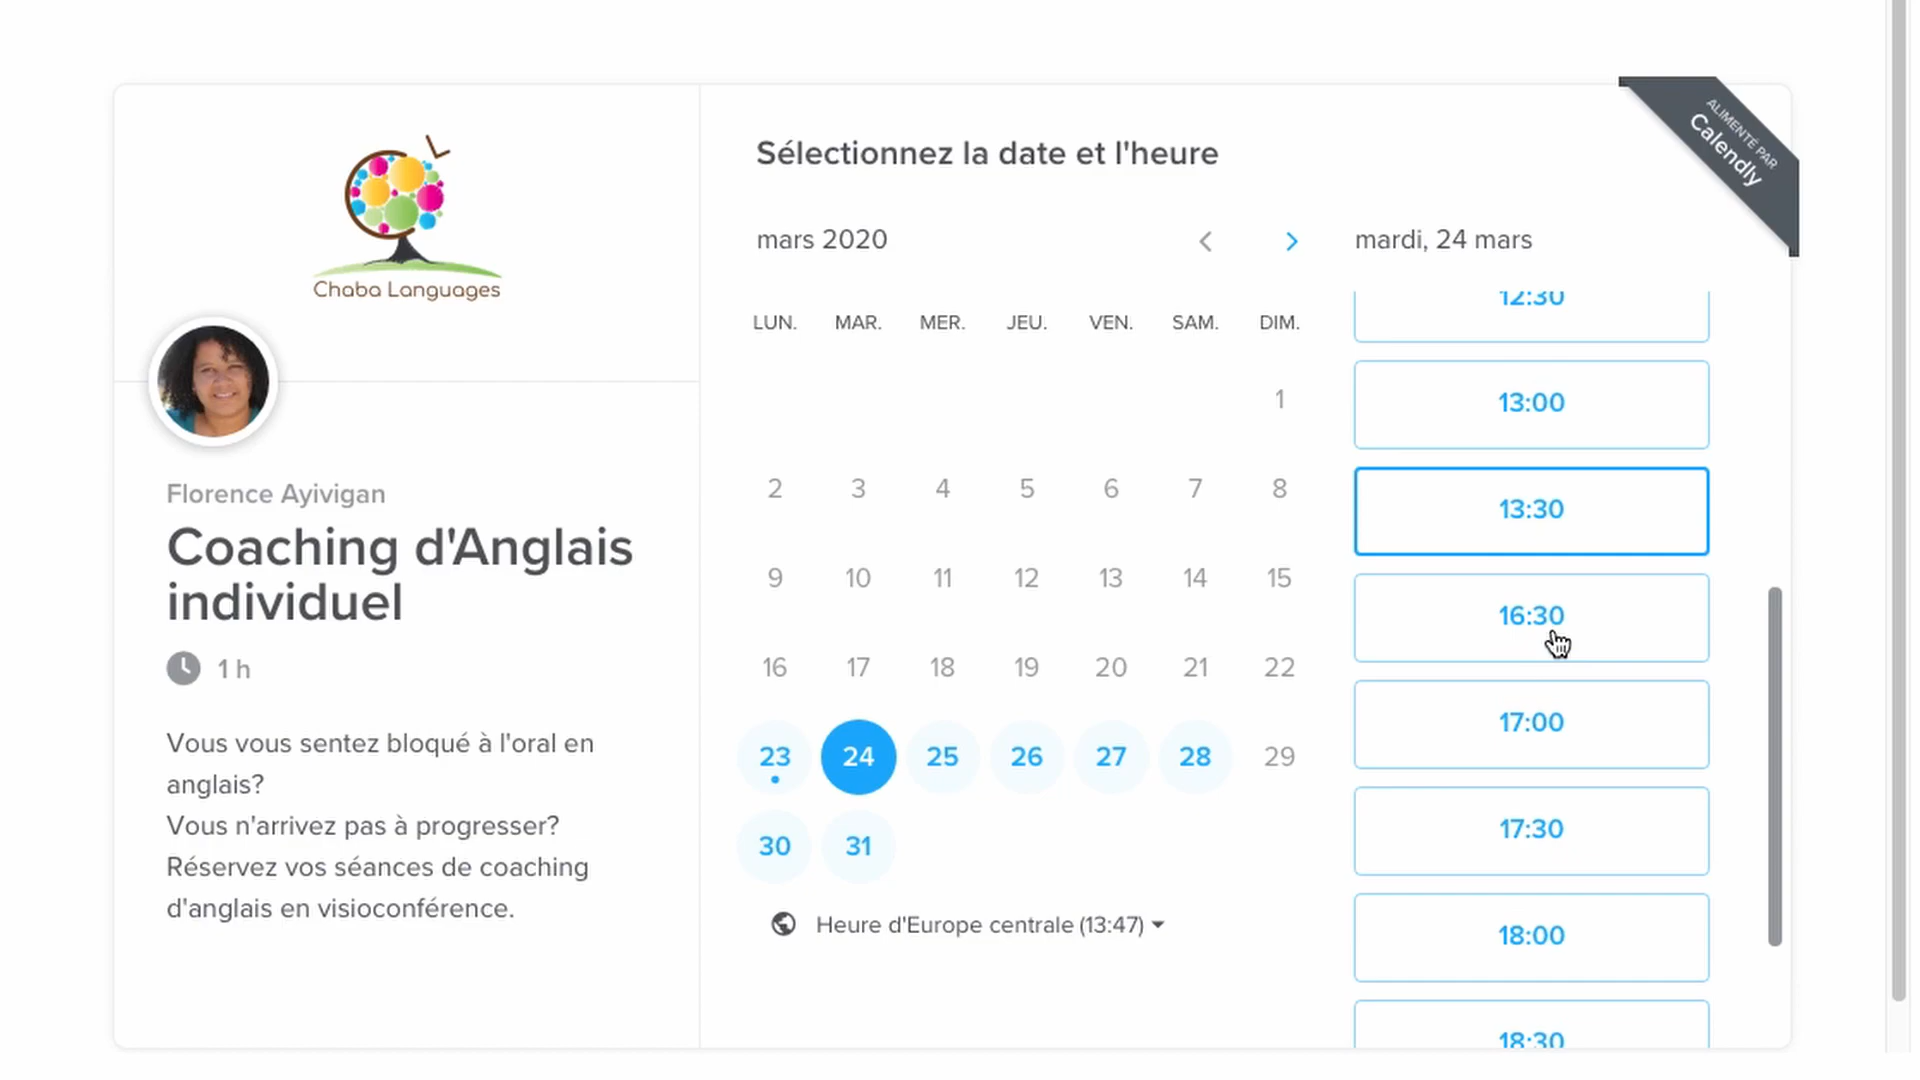 Chaba Languages
Florence Ayivigan
Coaching d'Anglais
individuel
1 h
Vous vous sentez bloqué à l'oral en
anglais?
Vous n'arrivez pas à progresser?
Réservez vos séances de coaching
d'anglais en visioconférence.
Sélectionnez la date et l'heure
mars 2020
LUN. MAR. MER. JEU. VEN. SAM. DIM.
1
2 3 4 5 6 7 8
9 10 11 12 13 14 15
16 17 18 19 20 21 22
23 24 25 26 27 28 29
30 31
Heure d'Europe centrale (13:47)
mardi, 24 mars
12:30
13:00
13:30
16:30
17:00
17:30
18:00
18:30
ALIMENTÉ PAR
Calendly